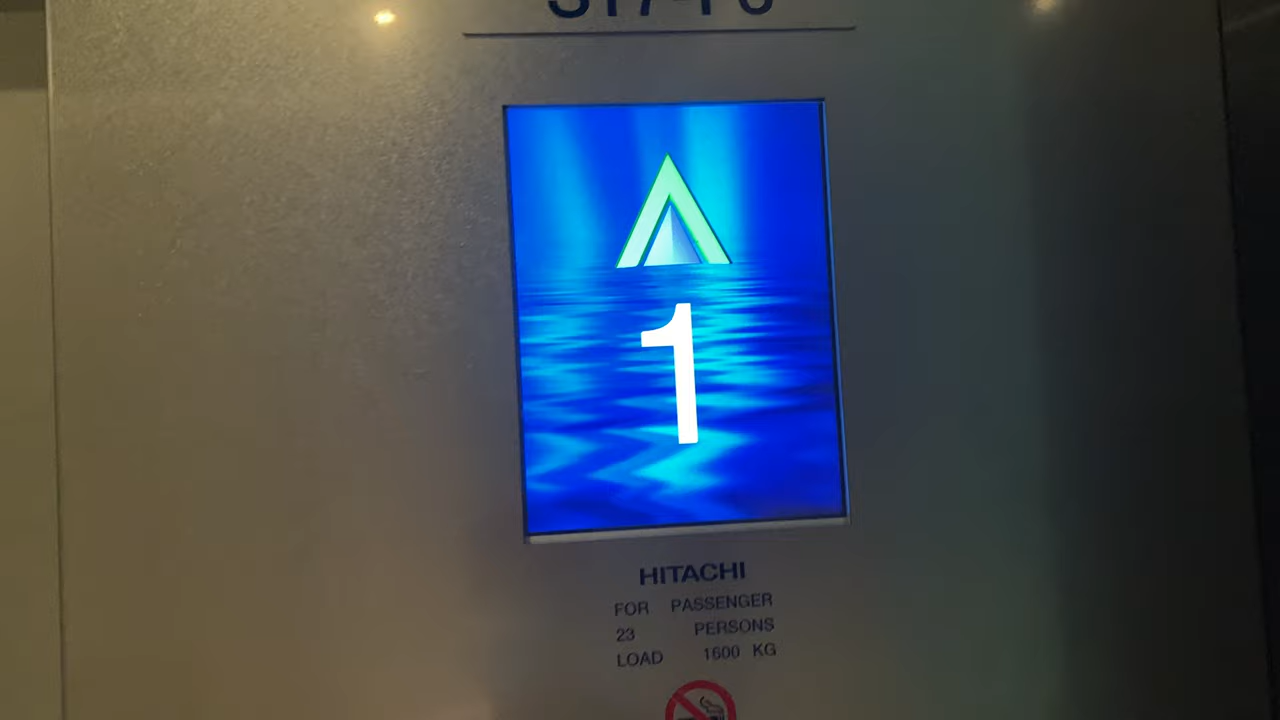 1
HITACHI
FOR PASSENGER
23 PERSONS
LOAD 1600 KG